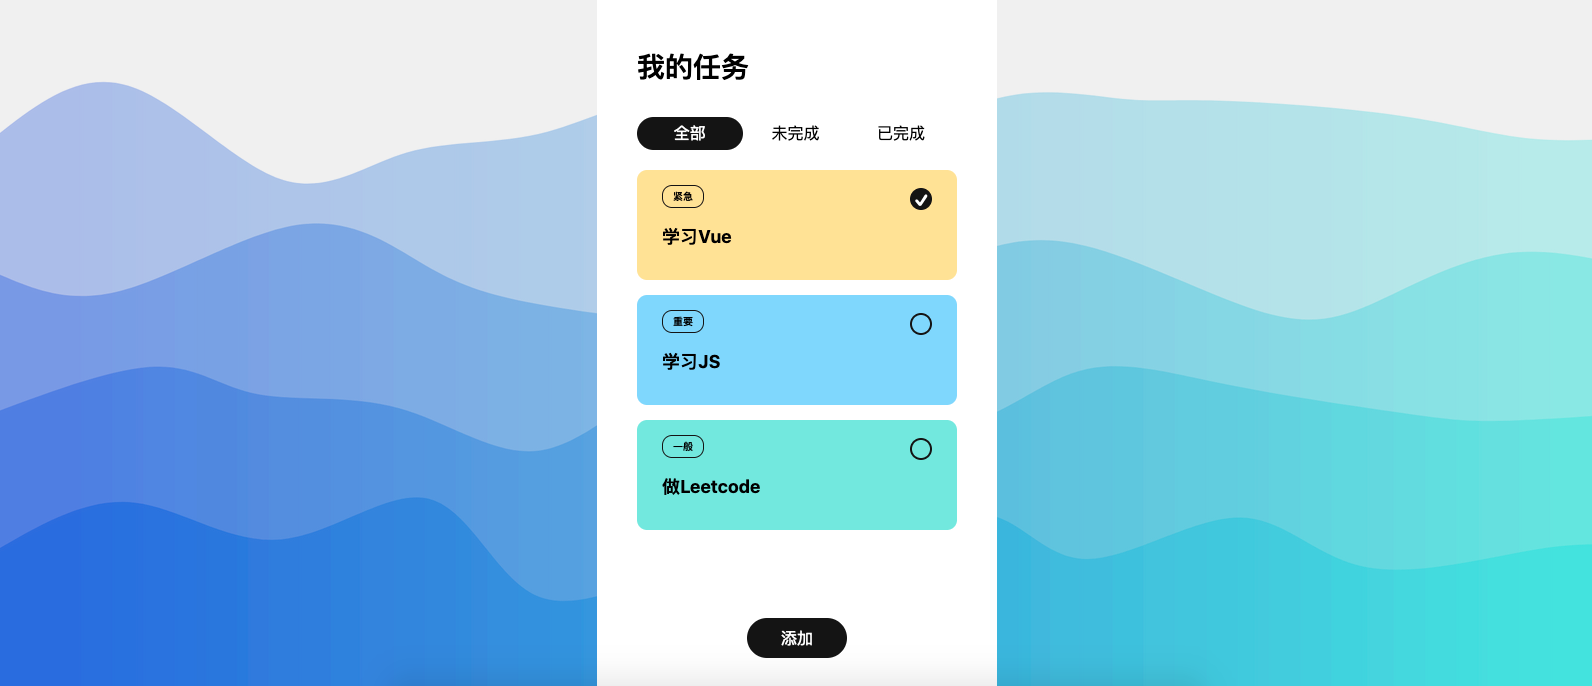 我的任务
全部 未完成 已完成
紧急
学习Vue
重要
学习JS
一般
做Leetcode
添加